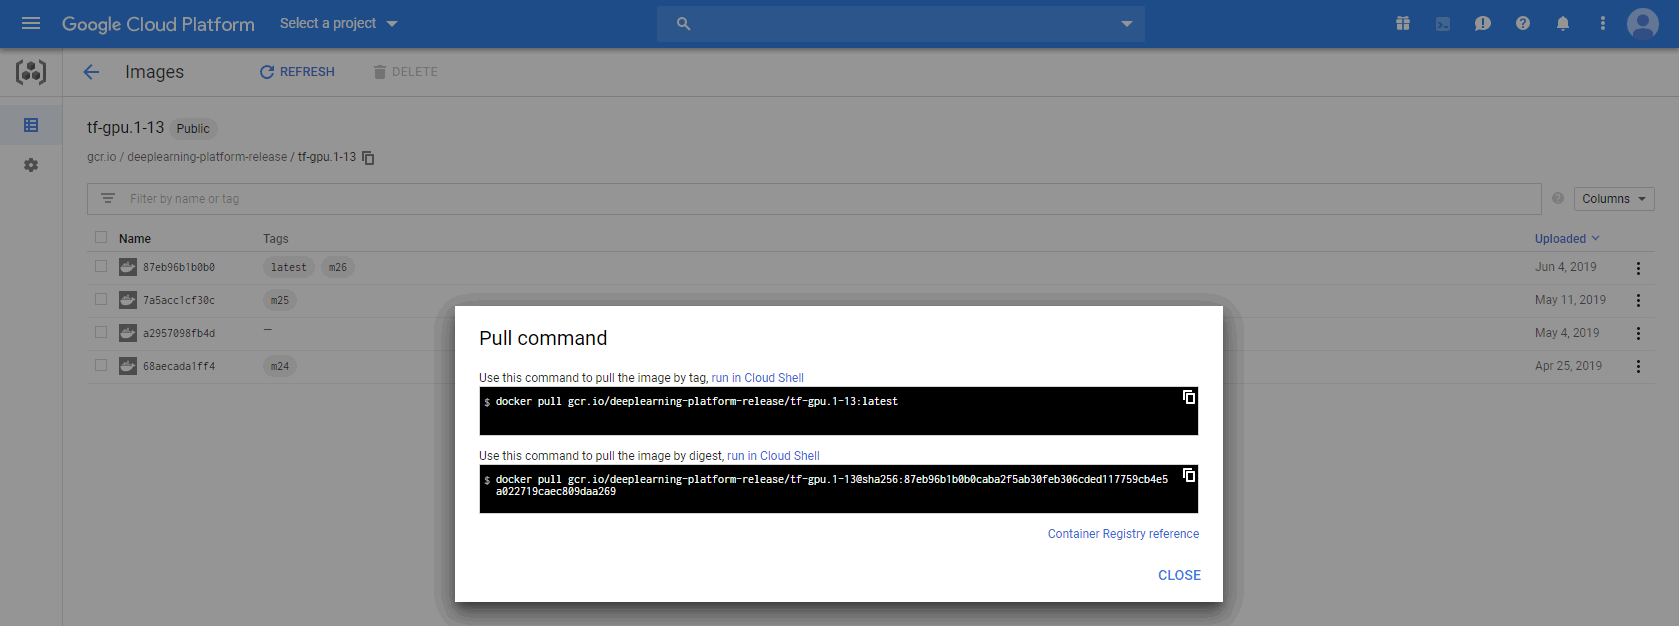 Google Cloud Platform Select a project
Images REFRESH DELETE
tf-gpu.1-13 Public
gcr.io / deeplearning-platform-release / tf-gpu.1-13
Filter by name or tag
Columns
Name Tags Uploaded
87eb96b1b0b0 latest m26 Jun 4, 2019
7a5acc1cf30c m25 May 11, 2019
a2957098fb4d — May 4, 2019
68aecada1ff4 m24 Apr 25, 2019
Pull command
Use this command to pull the image by tag, run in Cloud Shell
$ docker pull gcr.io/deeplearning-platform-release/tf-gpu.1-13:latest
Use this command to pull the image by digest, run in Cloud Shell
$ docker pull gcr.io/deeplearning-platform-release/tf-gpu.1-13@sha256:87eb96b1b0b0caba2f5ab30feb306cded117759cb4e5
a022719caec809daa269
Container Registry reference
CLOSE